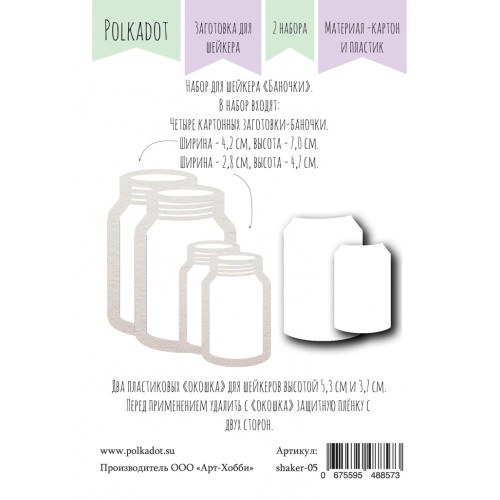 Polkadot
Заготовка для
шейкера
2 набора
Материал -картон
и пластик
Набор для шейкера «Баночки».
В набор входят:
Четыре картонных заготовки-баночки.
Ширина - 4,2 см, высота - 7,0 см.
Ширина - 2,8 см, высота - 4,7 см.
Два пластиковых «окошка» для шейкеров высотой 5,3 см и 3,7 см.
Перед применением удалить с «окошка» защитную плёнку с
двух сторон.
www.polkadot.su
Производитель ООО «Арт-Хобби»
Артикул:
shaker-05
0 675595 488573